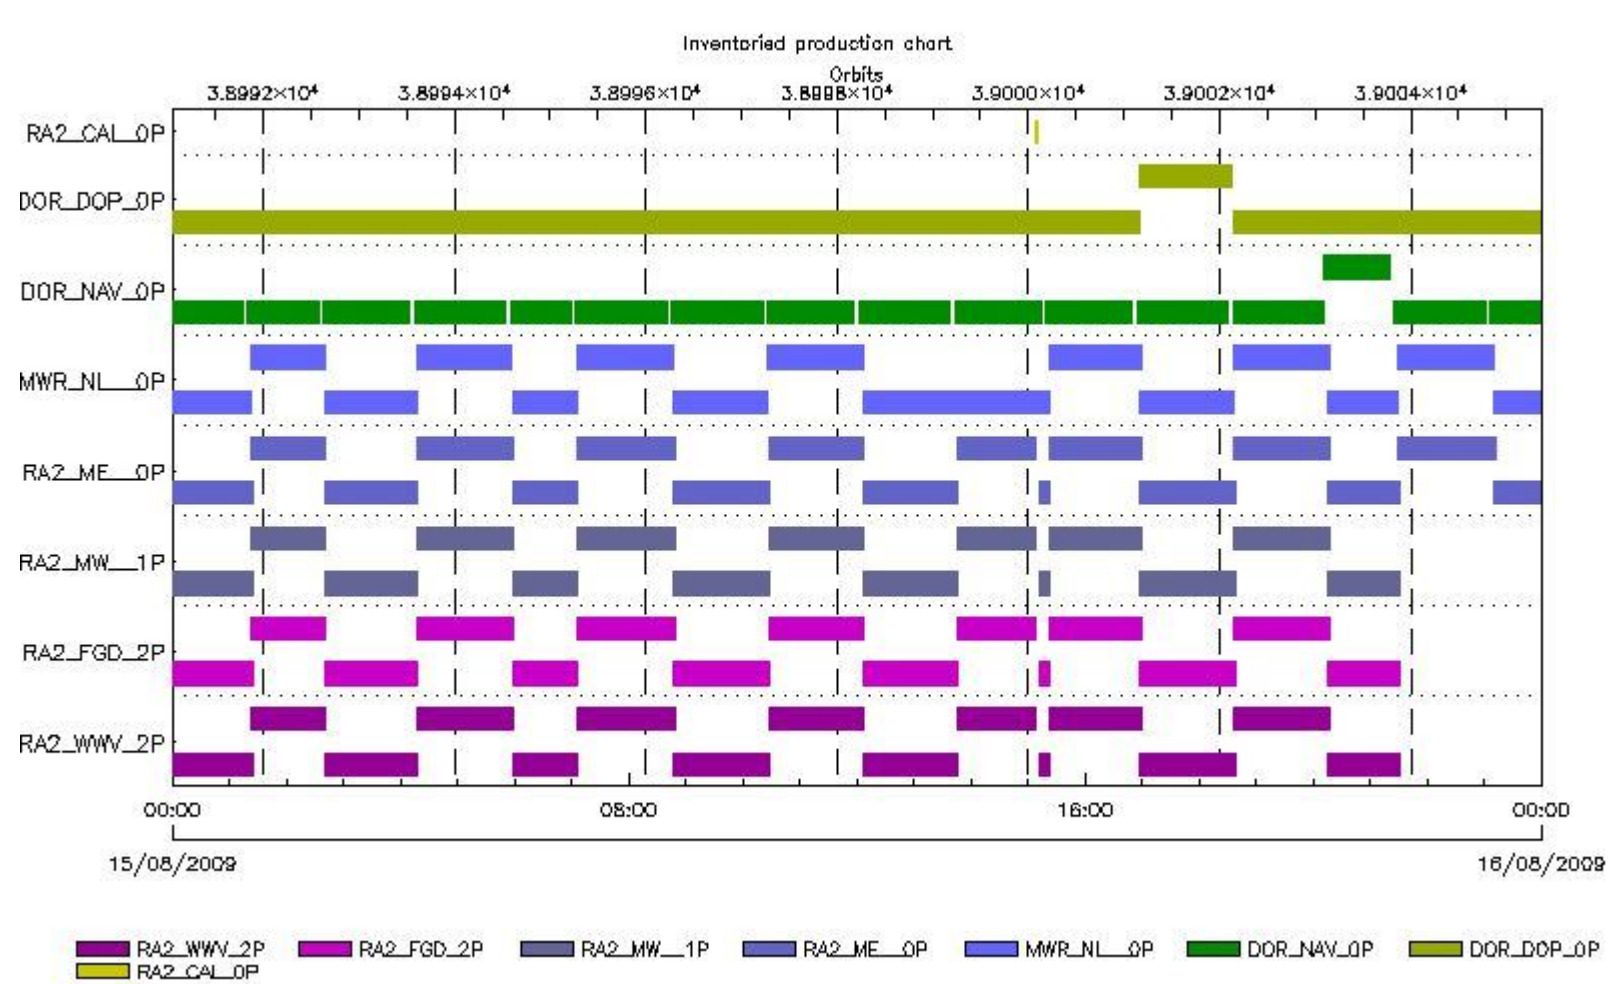 Inventoried production chart
Orbits
3.8992×10⁴ 3.8994×10⁴ 3.8996×10⁴ 3.8998×10⁴ 3.9000×10⁴ 3.9002×10⁴ 3.9004×10⁴
RA2_CAL_0P
DOR_DOP_0P
DOR_NAV_0P
MWR_NL__0P
RA2_ME__0P
RA2_MW__1P
RA2_FGD_2P
RA2_WWV_2P
00:00 08:00 16:00 00:00
15/08/2009 16/08/2009
RA2_WWV_2P RA2_FGD_2P RA2_MW__1P RA2_ME__0P MWR_NL__0P DOR_NAV_0P DOR_DOP_0P
RA2_CAL_0P